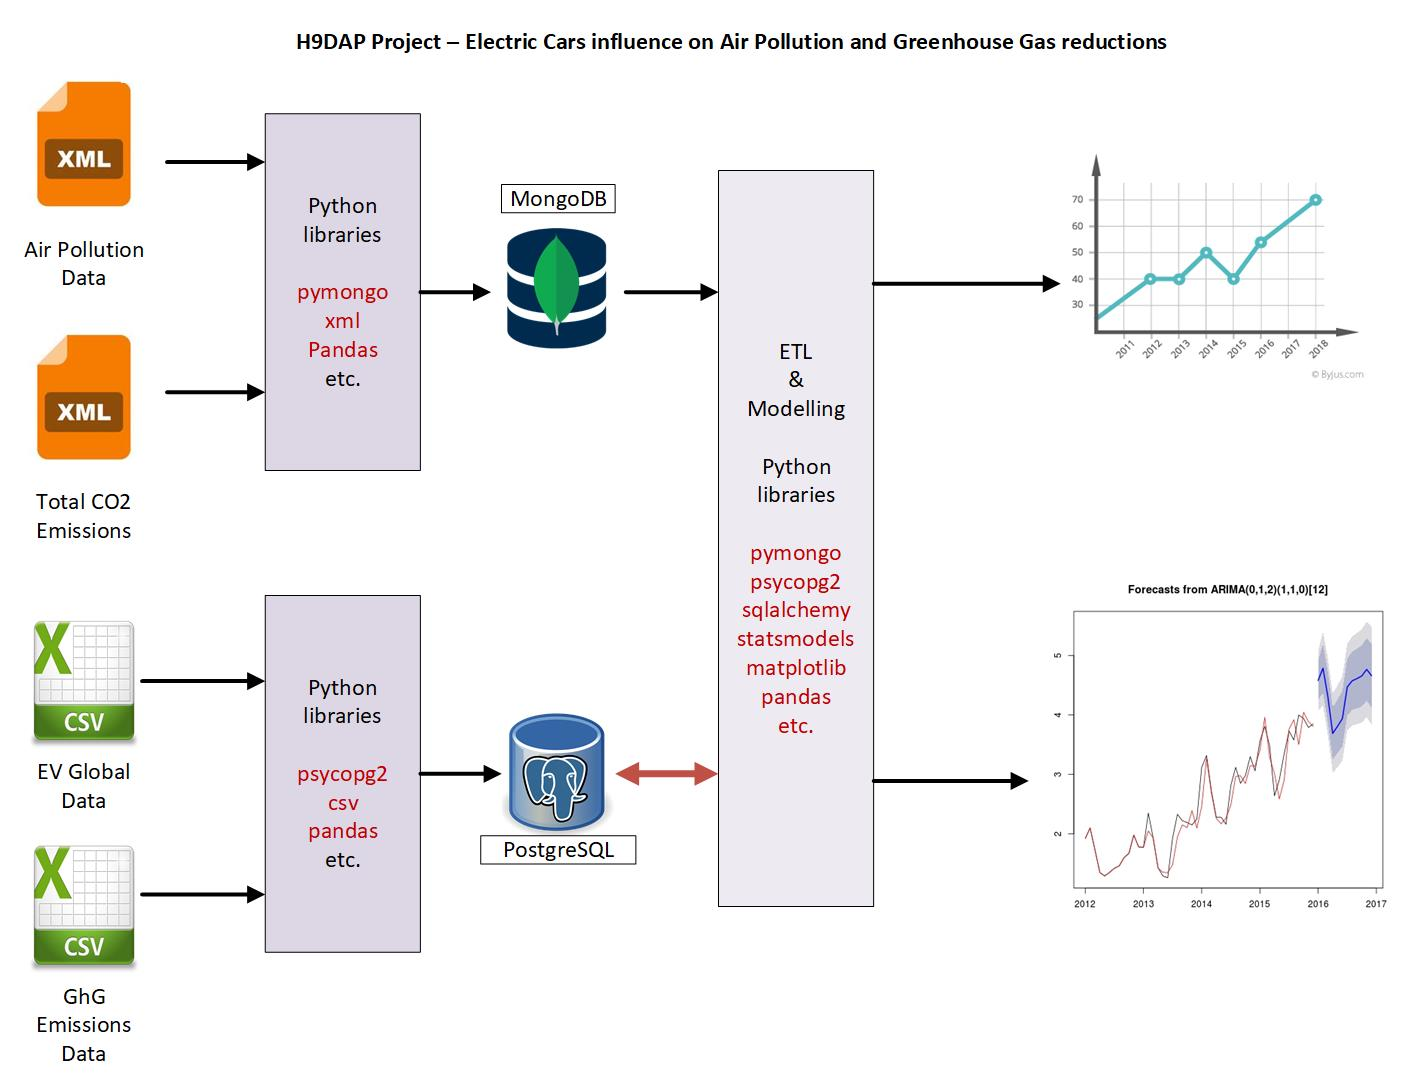 H9DAP Project – Electric Cars influence on Air Pollution and Greenhouse Gas reductions
XML
Air Pollution
Data
XML
Total CO2
Emissions
X
CSV
EV Global
Data
X
CSV
GhG
Emissions
Data
Python
libraries
pymongo
xml
Pandas
etc.
Python
libraries
psycopg2
csv
pandas
etc.
MongoDB
PostgreSQL
ETL
&
Modelling
Python
libraries
pymongo
psycopg2
sqlalchemy
statsmodels
matplotlib
pandas
etc.
70
60
50
40
30
2011 2012 2013 2014 2015 2016 2017 2018
© Byjus.com
Forecasts from ARIMA(0,1,2)(1,1,0)[12]
5
4
3
2
2012 2013 2014 2015 2016 2017